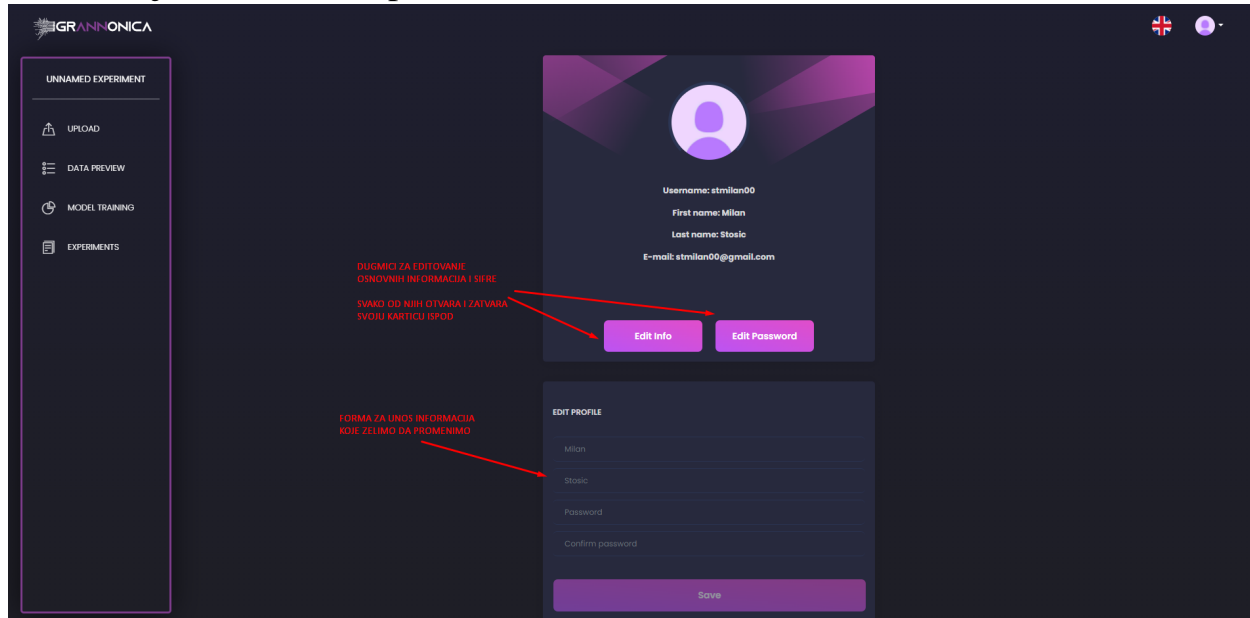 IGRANNONICA
UNNAMED EXPERIMENT
UPLOAD
DATA PREVIEW
MODEL TRAINING
EXPERIMENTS
Username: stmilan00
First name: Milan
Last name: Stosic
E-mail: stmilan00@gmail.com
DUGMICI ZA EDITOVANJE
OSNOVNIH INFORMACIJA I SIFRE
SVAKO OD NJIH OTVARA I ZATVARA
SVOJU KARTICU ISPOD
Edit Info
Edit Password
EDIT PROFILE
FORMA ZA UNOS INFORMACIJA
KOJE ZELIMO DA PROMENIMO
Milan
Stosic
Password
Confirm password
Save